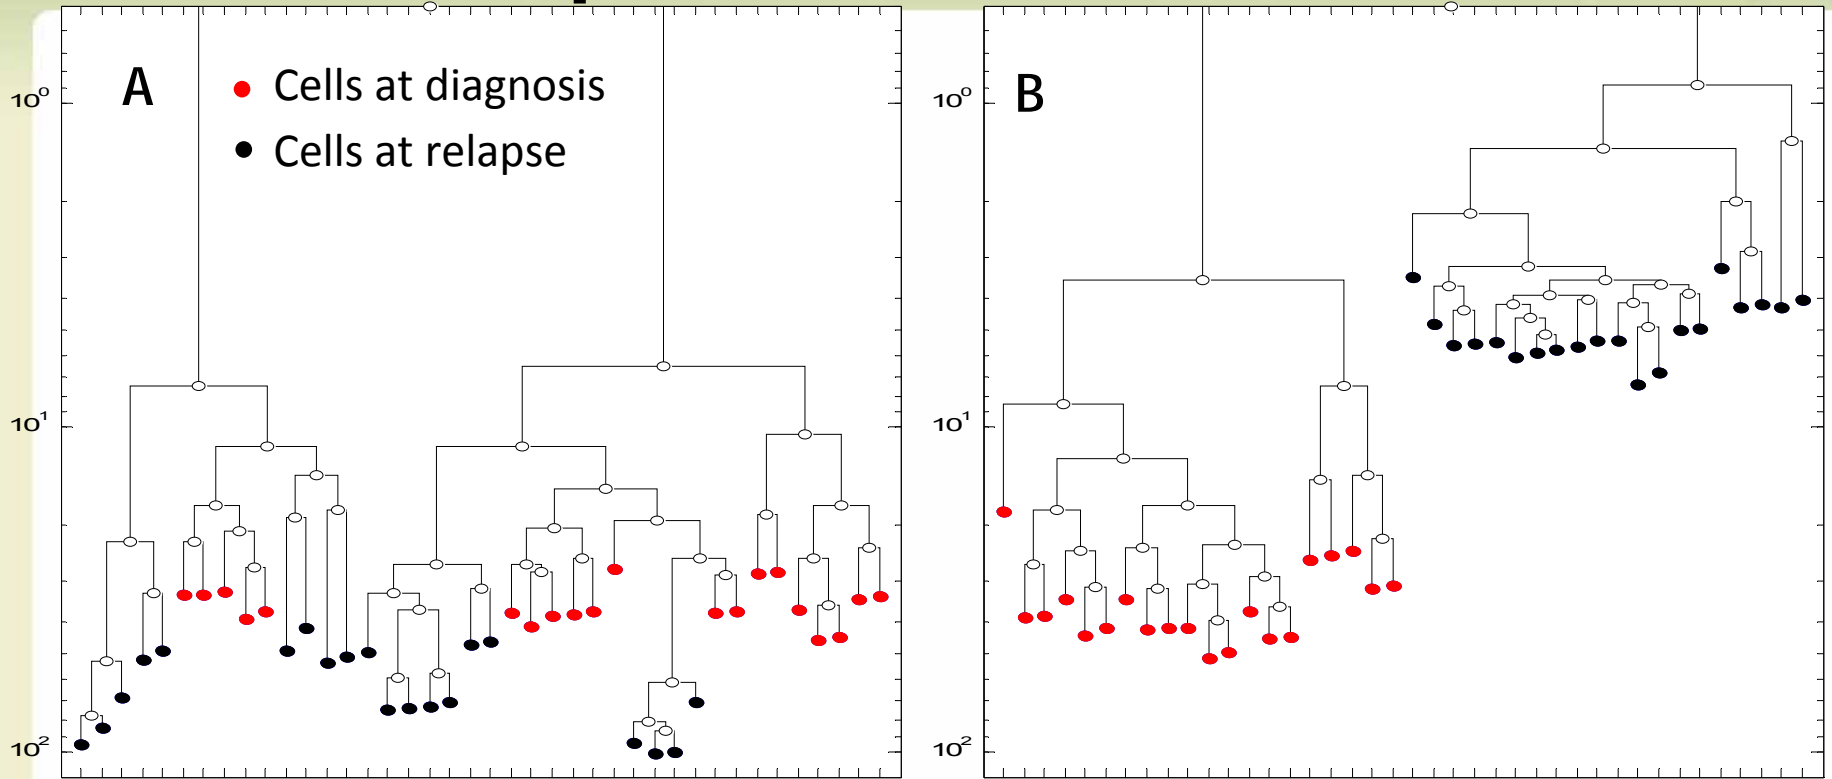 A
Cells at diagnosis
Cells at relapse
10⁰
10¹
10²
B
10⁰
10¹
10²